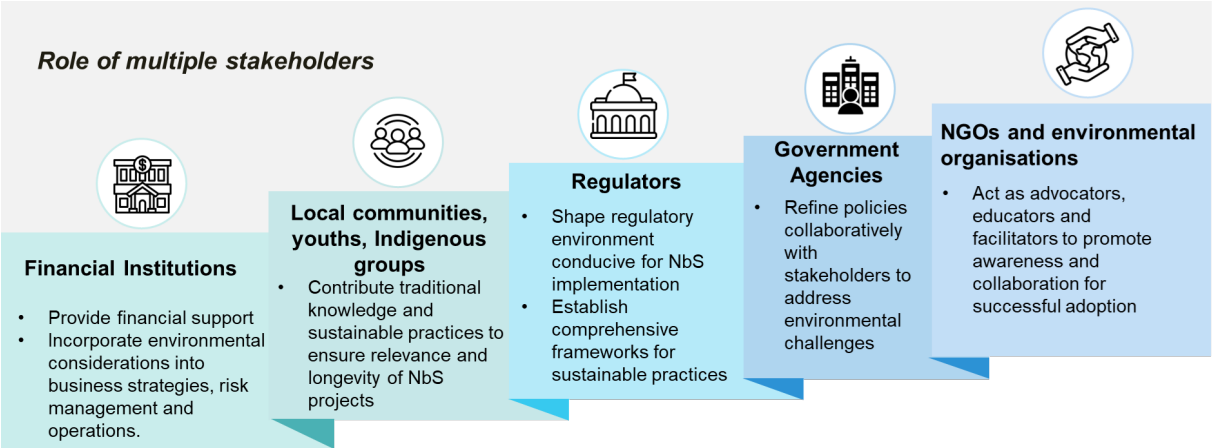 Role of multiple stakeholders
Financial Institutions
• Provide financial support
• Incorporate environmental
considerations into
business strategies, risk
management and
operations.
Local communities,
youths, Indigenous
groups
• Contribute traditional
knowledge and
sustainable practices to
ensure relevance and
longevity of NbS
projects
Regulators
• Shape regulatory
environment
conducive for NbS
implementation
• Establish
comprehensive
frameworks for
sustainable practices
Government
Agencies
• Refine policies
collaboratively
with
stakeholders to
address
environmental
challenges
NGOs and environmental
organisations
• Act as advocators,
educators and
facilitators to promote
awareness and
collaboration for
successful adoption